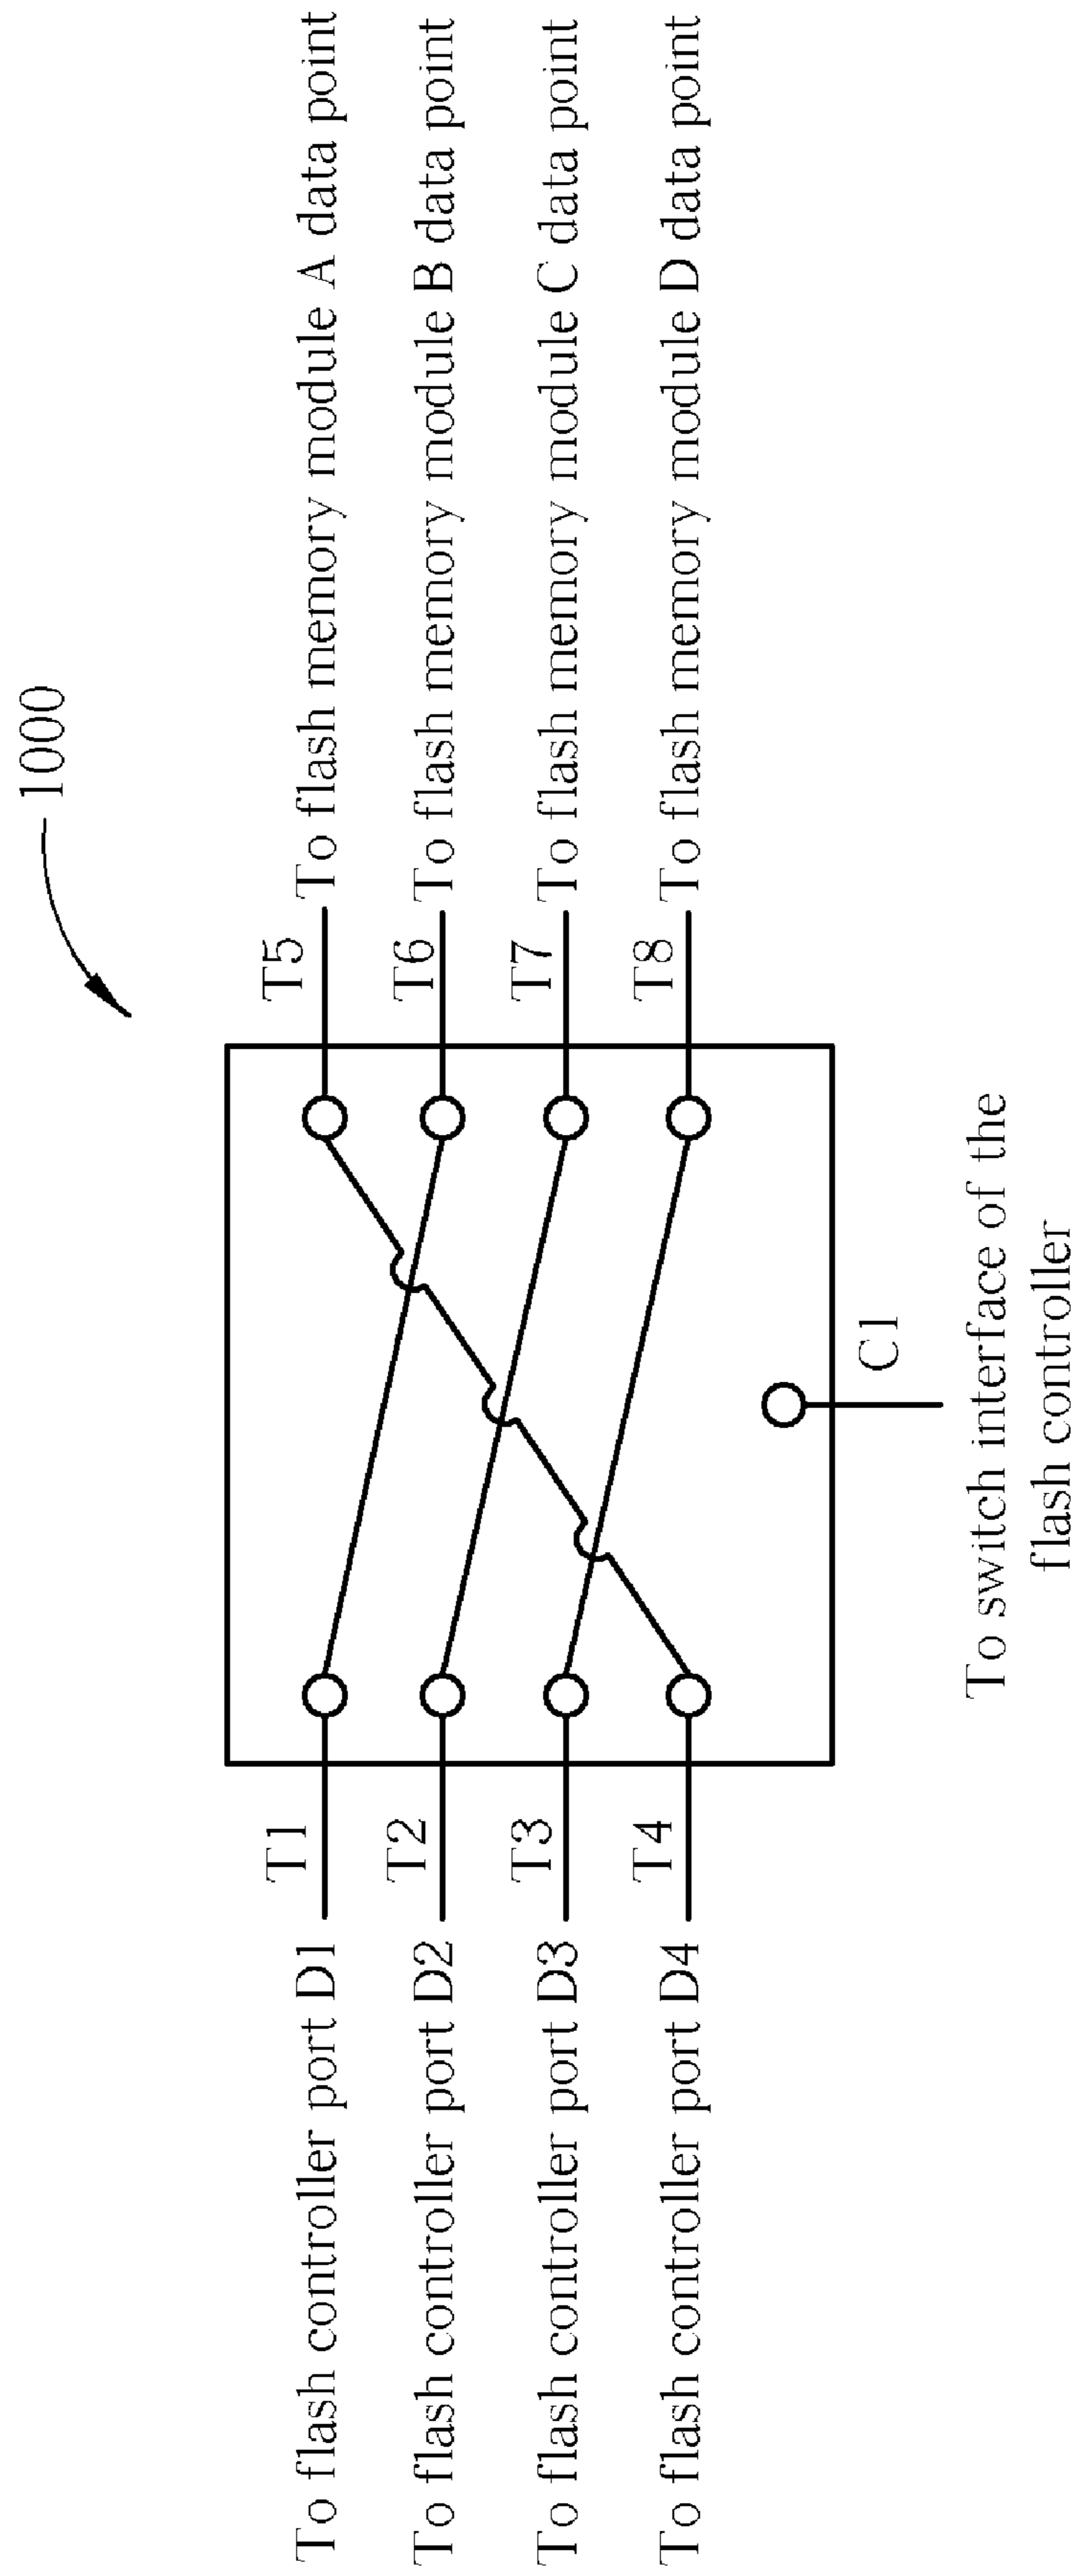 1000
To flash controller port D1
T1
T5
To flash memory module A data point
To flash controller port D2
T2
T6
To flash memory module B data point
To flash controller port D3
T3
T7
To flash memory module C data point
To flash controller port D4
T4
T8
To flash memory module D data point
C1
To switch interface of the
flash controller